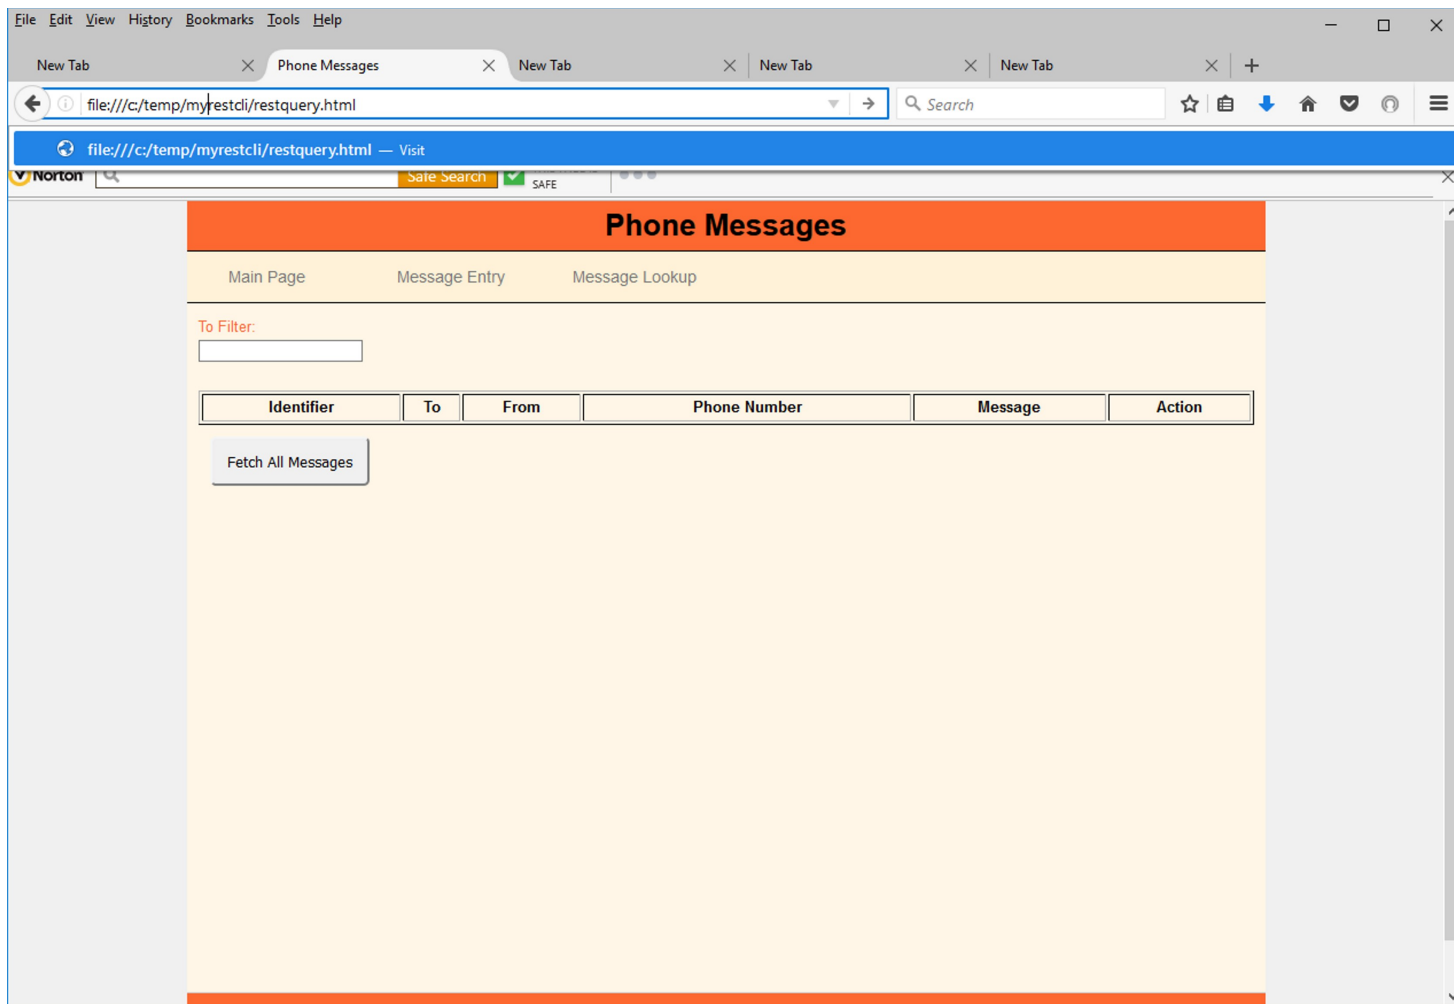 File Edit View History Bookmarks Tools Help
New Tab Phone Messages New Tab New Tab New Tab
file:///c:/temp/myrestcli/restquery.html Search
file:///c:/temp/myrestcli/restquery.html — Visit
Norton Safe Search SAFE
Phone Messages
Main Page Message Entry Message Lookup
To Filter:
Identifier To From Phone Number Message Action
Fetch All Messages